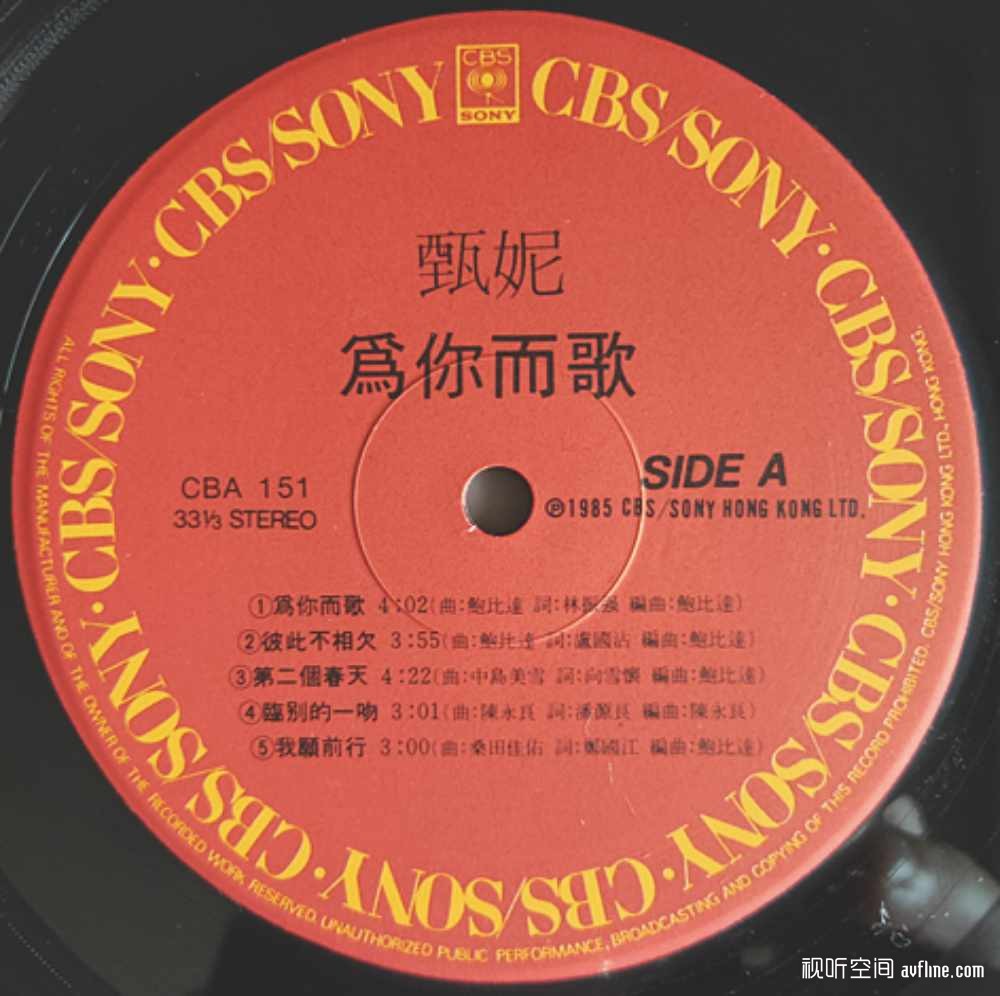 CBS
SONY
CBS/SONY · CBS/SONY · CBS/SONY · CBS/SONY · CBS/SONY · CBS/SONY · CBS/SONY · CBS/SONY · CBS/SONY
甄妮
爲你而歌
SIDE A
CBA 151
℗1985 CBS/SONY HONG KONG LTD.
33⅓ STEREO
①爲你而歌 4:02(曲:鮑比達 詞:林振強 編曲:鮑比達)
②彼此不相欠 3:55(曲:鮑比達 詞:盧國沾 編曲:鮑比達)
③第二個春天 4:22(曲:中島美雪 詞:向雪懷 編曲:鮑比達)
④臨別的一吻 3:01(曲:陳永良 詞:潘源良 編曲:陳永良)
⑤我願前行 3:00(曲:桑田佳佑 詞:鄭國江 編曲:鮑比達)
ALL RIGHTS OF THE MANUFACTURER AND OF THE OWNER OF THE RECORDED WORK RESERVED. UNAUTHORIZED PUBLIC PERFORMANCE, BROADCASTING AND COPYING OF THIS RECORD PROHIBITED. CBS/SONY HONG KONG LTD., HONG KONG.
视听空间 avfline.com